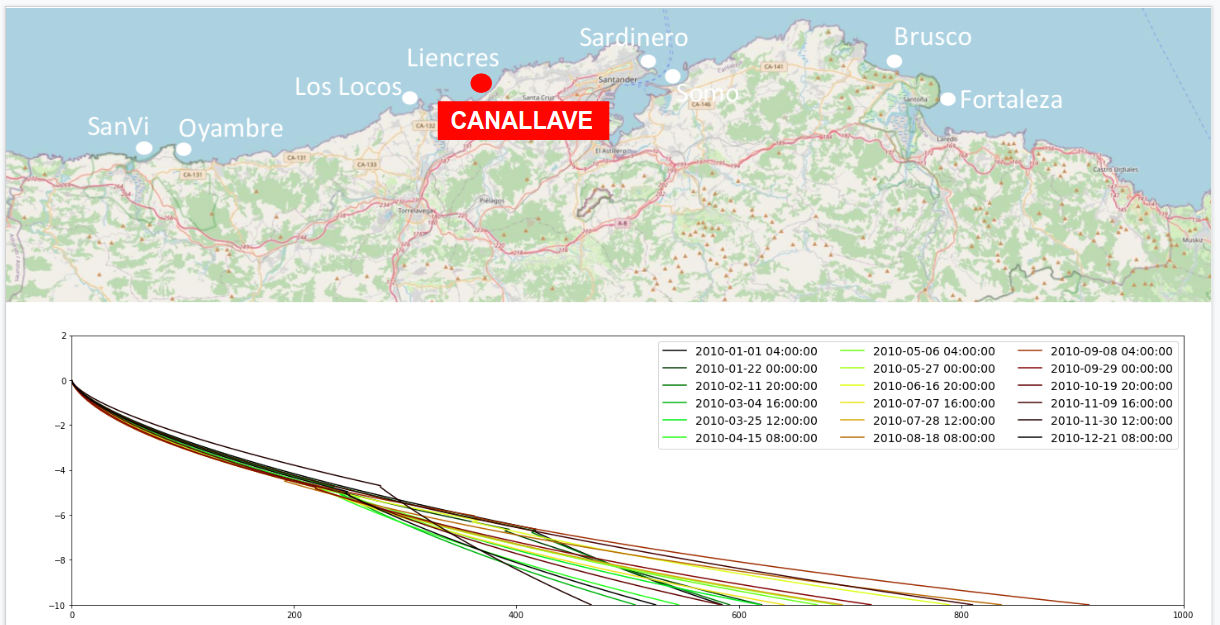 Sardinero
Brusco
Liencres
CA-141
Los Locos
Santander
Somo
Santa Cruz
CANALLAVE
CA-146
Santoña
Fortaleza
SanVi
Oyambre
CA-132
El Astillero
Laredo
CA-131
CA-133
CA-131
Castro Urdiales
Piélagos
Torrelavega
A-8
2
0
−2
−4
−6
−8
−10
0
200
400
600
800
1000
2010-01-01 04:00:00
2010-01-22 00:00:00
2010-02-11 20:00:00
2010-03-04 16:00:00
2010-03-25 12:00:00
2010-04-15 08:00:00
2010-05-06 04:00:00
2010-05-27 00:00:00
2010-06-16 20:00:00
2010-07-07 16:00:00
2010-07-28 12:00:00
2010-08-18 08:00:00
2010-09-08 04:00:00
2010-09-29 00:00:00
2010-10-19 20:00:00
2010-11-09 16:00:00
2010-11-30 12:00:00
2010-12-21 08:00:00